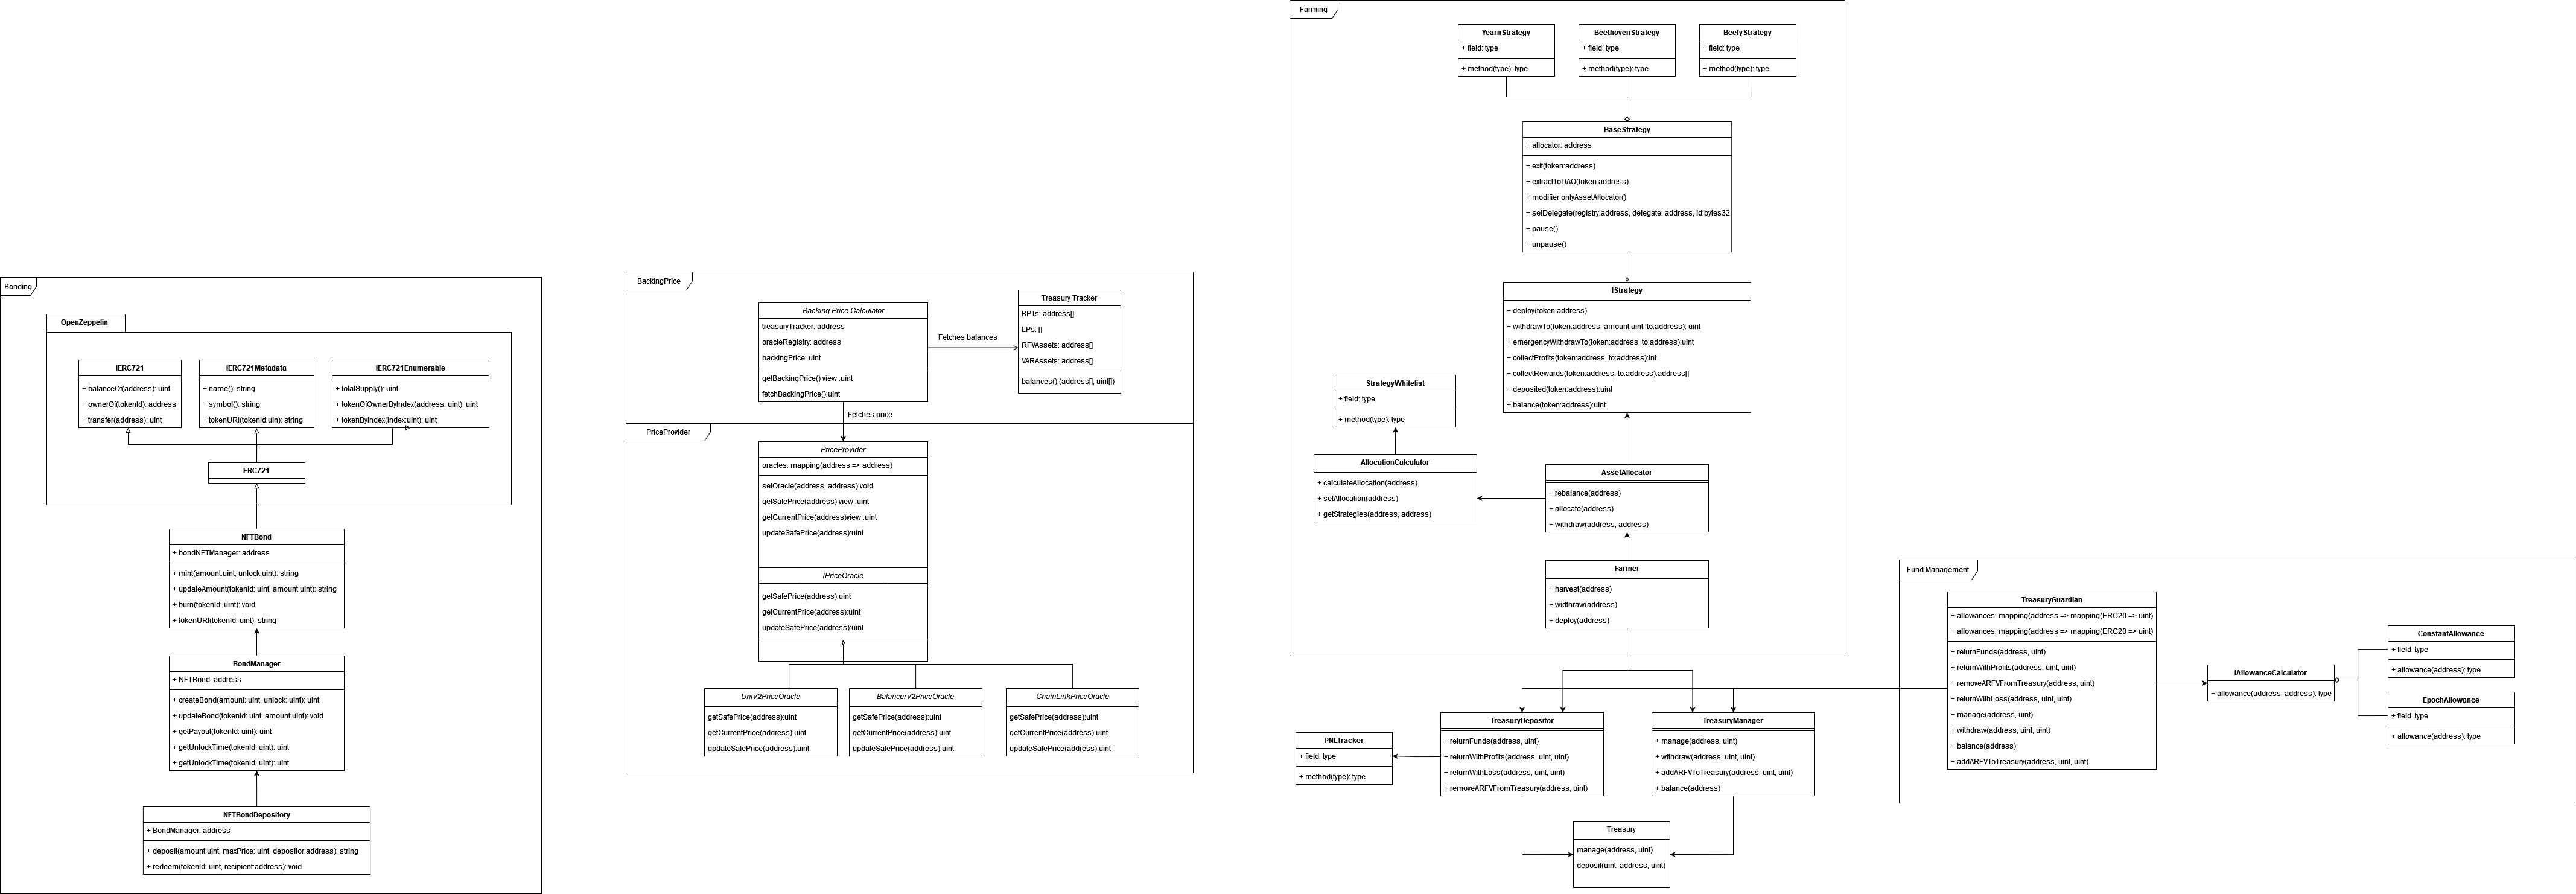 Bonding
OpenZeppelin
IERC721
+ balanceOf(address): uint
+ ownerOf(tokenId): address
+ transfer(address): uint
IERC721Metadata
+ name(): string
+ symbol(): string
+ tokenURI(tokenId:uin): string
IERC721Enumerable
+ totalSupply(): uint
+ tokenOfOwnerByIndex(address, uint): uint
+ tokenByIndex(index:uint): uint
ERC721
NFTBond
+ bondNFTManager: address
+ mint(amount:uint, unlock:uint): string
+ updateAmount(tokenId: uint, amount:uint): string
+ burn(tokenId: uint): void
+ tokenURI(tokenId: uint): string
BondManager
+ NFTBond: address
+ createBond(amount: uint, unlock: uint): uint
+ updateBond(tokenId: uint, amount:uint): void
+ getPayout(tokenId: uint): uint
+ getUnlockTime(tokenId: uint): uint
+ getUnlockTime(tokenId: uint): uint
NFTBondDepository
+ BondManager: address
+ deposit(amount:uint, maxPrice: uint, depositor:address): string
+ redeem(tokenId: uint, recipient:address): void
BackingPrice
Backing Price Calculator
treasuryTracker: address
oracleRegistry: address
backingPrice: uint
getBackingPrice() view :uint
fetchBackingPrice():uint
Fetches balances
Treasury Tracker
BPTs: address[]
LPs: []
RFVAssets: address[]
VARAssets: address[]
balances():(address[], uint[])
Fetches price
PriceProvider
PriceProvider
oracles: mapping(address => address)
setOracle(address, address):void
getSafePrice(address) view :uint
getCurrentPrice(address)view :uint
updateSafePrice(address):uint
IPriceOracle
getSafePrice(address):uint
getCurrentPrice(address):uint
updateSafePrice(address):uint
UniV2PriceOracle
getSafePrice(address):uint
getCurrentPrice(address):uint
updateSafePrice(address):uint
BalancerV2PriceOracle
getSafePrice(address):uint
getCurrentPrice(address):uint
updateSafePrice(address):uint
ChainLinkPriceOracle
getSafePrice(address):uint
getCurrentPrice(address):uint
updateSafePrice(address):uint
Farming
YearnStrategy
+ field: type
+ method(type): type
BeethovenStrategy
+ field: type
+ method(type): type
BeefyStrategy
+ field: type
+ method(type): type
BaseStrategy
+ allocator: address
+ exit(token:address)
+ extractToDAO(token:address)
+ modifier onlyAssetAllocator()
+ setDelegate(registry:address, delegate: address, id:bytes32
+ pause()
+ unpause()
IStrategy
+ deploy(token:address)
+ withdrawTo(token:address, amount:uint, to:address): uint
+ emergencyWithdrawTo(token:address, to:address):uint
+ collectProfits(token:address, to:address):int
+ collectRewards(token:address, to:address):address[]
+ deposited(token:address):uint
+ balance(token:address):uint
StrategyWhitelist
+ field: type
+ method(type): type
AllocationCalculator
+ calculateAllocation(address)
+ setAllocation(address)
+ getStrategies(address, address)
AssetAllocator
+ rebalance(address)
+ allocate(address)
+ withdraw(address, address)
Farmer
+ harvest(address)
+ widthraw(address)
+ deploy(address)
PNLTracker
+ field: type
+ method(type): type
TreasuryDepositor
+ returnFunds(address, uint)
+ returnWithProfits(address, uint, uint)
+ returnWithLoss(address, uint, uint)
+ removeARFVFromTreasury(address, uint)
TreasuryManager
+ manage(address, uint)
+ withdraw(address, uint, uint)
+ addARFVToTreasury(address, uint, uint)
+ balance(address)
Treasury
manage(address, uint)
deposit(uint, address, uint)
Fund Management
TreasuryGuardian
+ allowances: mapping(address => mapping(ERC20 => uint)
+ allowances: mapping(address => mapping(ERC20 => uint)
+ returnFunds(address, uint)
+ returnWithProfits(address, uint, uint)
+ removeARFVFromTreasury(address, uint)
+ returnWithLoss(address, uint, uint)
+ manage(address, uint)
+ withdraw(address, uint, uint)
+ balance(address)
+ addARFVToTreasury(address, uint, uint)
IAllowanceCalculator
+ allowance(address, address): type
ConstantAllowance
+ field: type
+ allowance(address): type
EpochAllowance
+ field: type
+ allowance(address): type